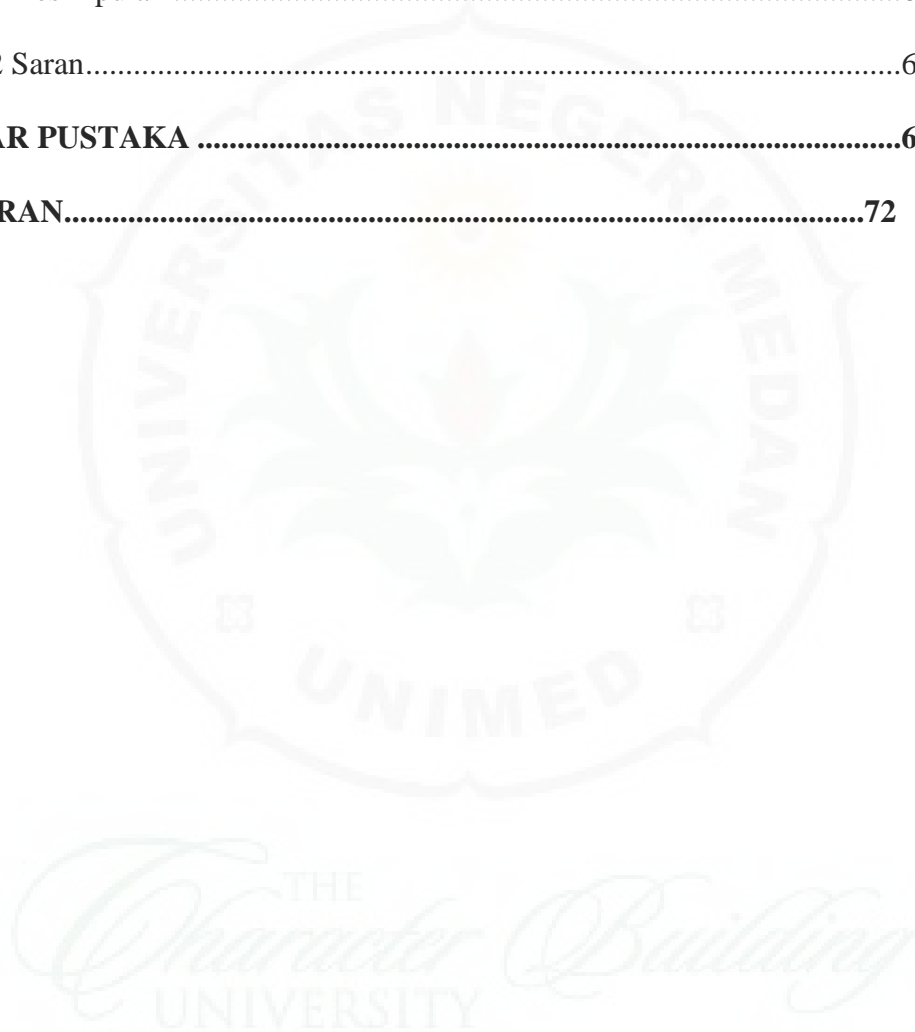 2 Saran.......................................................................................................6
AR PUSTAKA ..........................................................................................6
RAN......................................................................................................72
UNIVERSITAS NEGERI MEDAN
UNIMED
THE
Character Building
UNIVERSITY